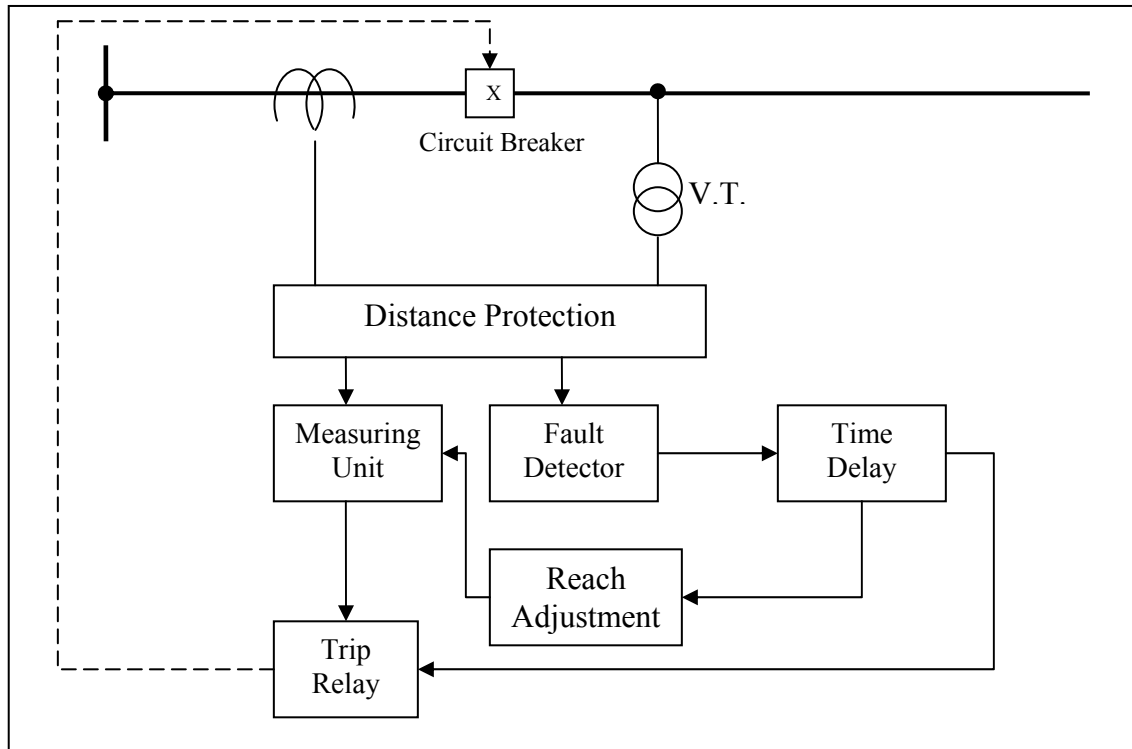 X
Circuit Breaker
V.T.
Distance Protection
Measuring
Unit
Fault
Detector
Time
Delay
Reach
Adjustment
Trip
Relay